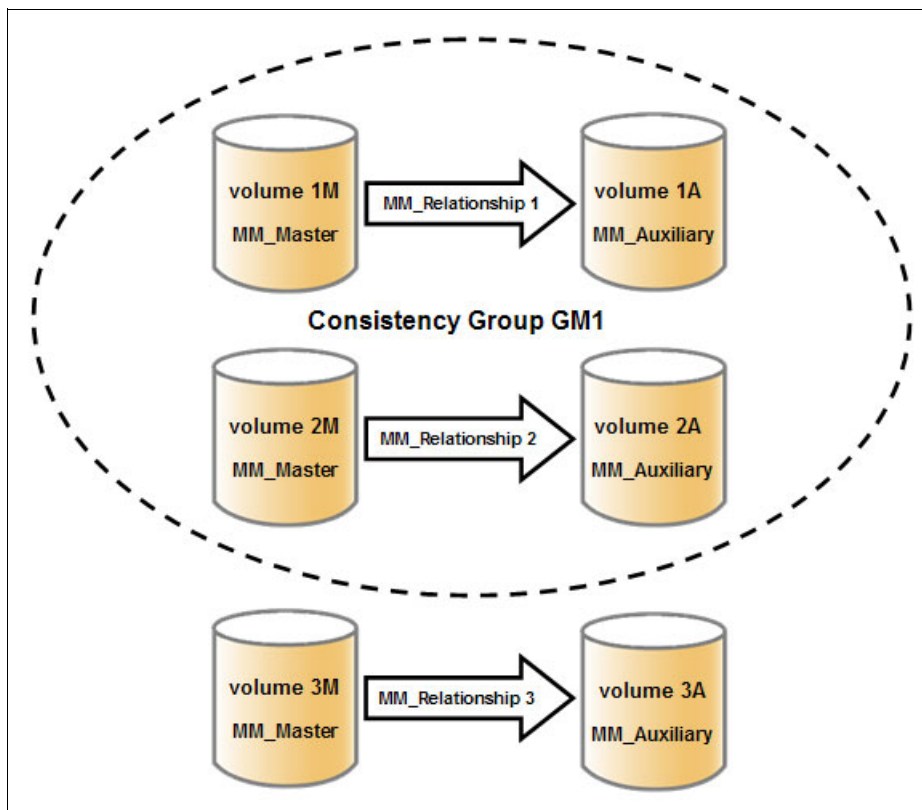 volume 1M
MM_Master
MM_Relationship 1
volume 1A
MM_Auxiliary
Consistency Group GM1
volume 2M
MM_Master
MM_Relationship 2
volume 2A
MM_Auxiliary
volume 3M
MM_Master
MM_Relationship 3
volume 3A
MM_Auxiliary